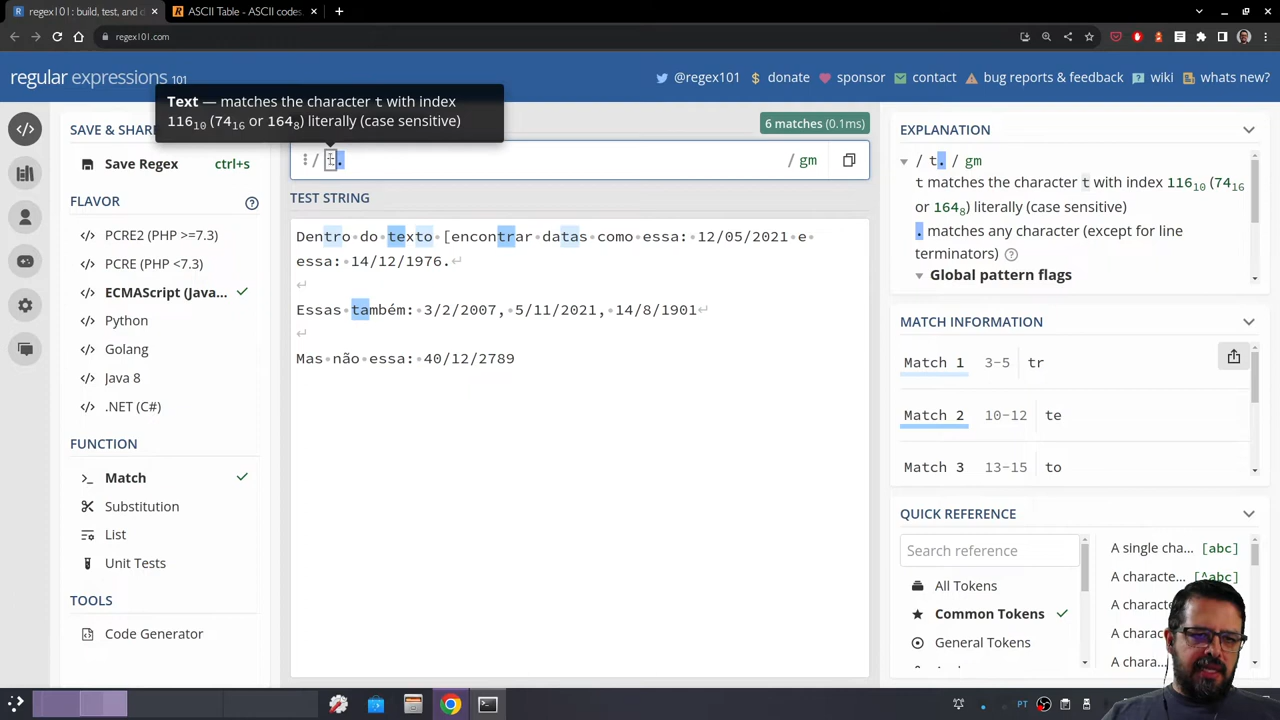 regex101: build, test, and d
ASCII Table - ASCII codes,
regex101.com
regular expressions 101
@regex101
$ donate
sponsor
contact
bug reports & feedback
wiki
whats new?
Text — matches the character t with index
116₁₀ (74₁₆ or 164₈) literally (case sensitive)
SAVE & SHA
Save Regex ctrl+s
FLAVOR
PCRE2 (PHP >=7.3)
PCRE (PHP <7.3)
ECMAScript (Java...
Python
Golang
Java 8
.NET (C#)
FUNCTION
Match
Substitution
List
Unit Tests
TOOLS
Code Generator
6 matches (0.1ms)
/ t. / gm
TEST STRING
Dentro·do·texto·[encontrar·datas·como·essa:·12/05/2021·e·
essa:·14/12/1976.↵
↵
Essas·também:·3/2/2007,·5/11/2021,·14/8/1901↵
↵
Mas·não·essa:·40/12/2789
EXPLANATION
/ t. / gm
t matches the character t with index 116₁₀ (74₁₆
or 164₈) literally (case sensitive)
. matches any character (except for line
terminators)
Global pattern flags
MATCH INFORMATION
Match 1 3-5 tr
Match 2 10-12 te
Match 3 13-15 to
QUICK REFERENCE
Search reference
All Tokens
Common Tokens
General Tokens
A single cha... [abc]
A characte... [^abc]
A characte
A charac
A chara...
PT